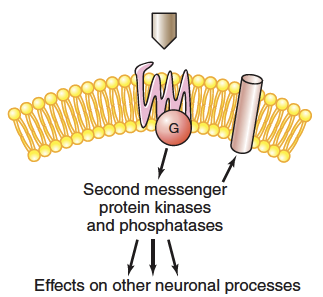 G
Second messenger
protein kinases
and phosphatases
Effects on other neuronal processes